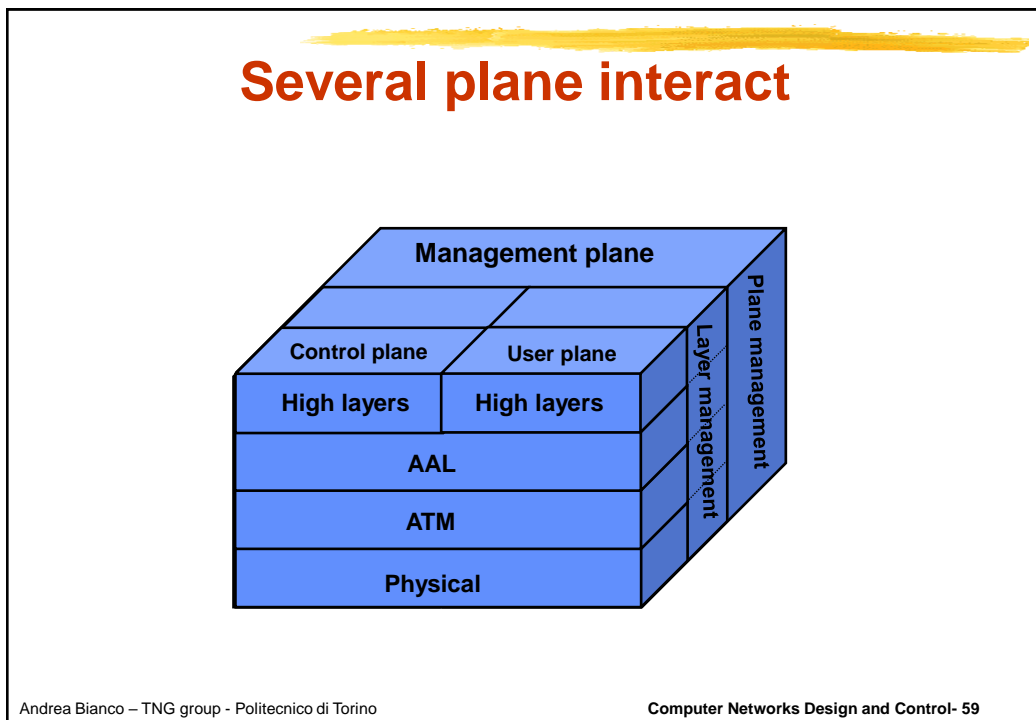 Several plane interact
Management plane
Control plane
User plane
High layers
High layers
AAL
ATM
Physical
Layer management
Plane management
Andrea Bianco – TNG group - Politecnico di Torino
Computer Networks Design and Control- 59